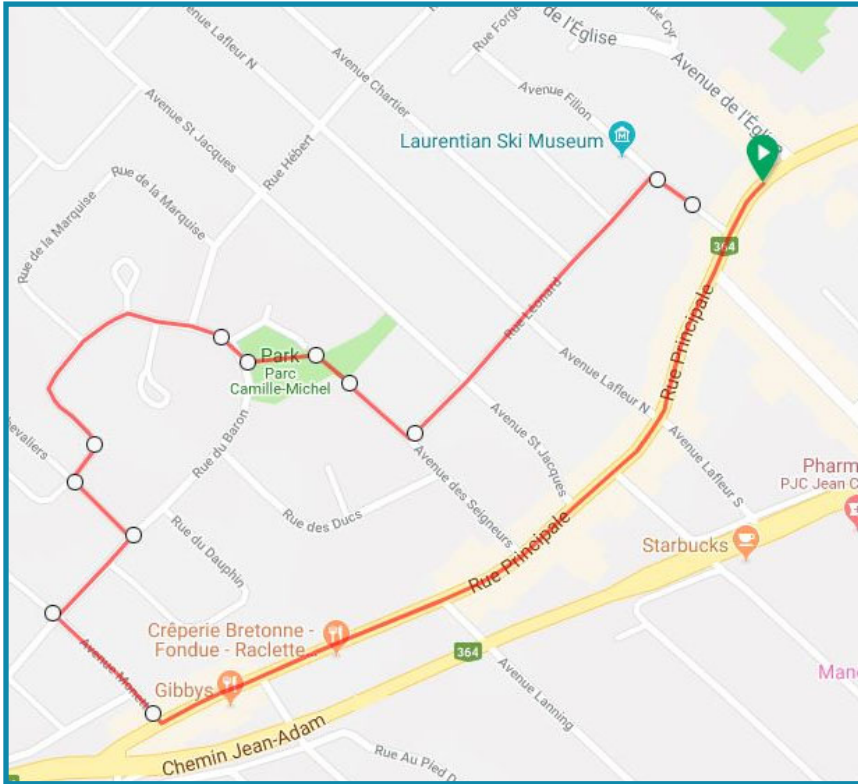 Avenue Lafleur N
Rue Forge
de l'Église
Avenue de l'Église
Avenue Chartier
Avenue Filion
Avenue St Jacques
Laurentian Ski Museum
Rue Hébert
Rue de la Marquise
Rue de la Marquise
364
Rue Principale
Rue Léonard
Park
Parc
Camille-Michel
Avenue Lafleur N
Rue du Baron
Avenue St Jacques
Avenue des Seigneurs
Avenue Lafleur S
Pharm
PJC Jean C
Rue des Ducs
Rue du Dauphin
Starbucks
Rue Principale
Crêperie Bretonne -
Fondue - Raclette...
364
Gibbys
Avenue Lanning
Chemin Jean-Adam
Rue Au Pied D